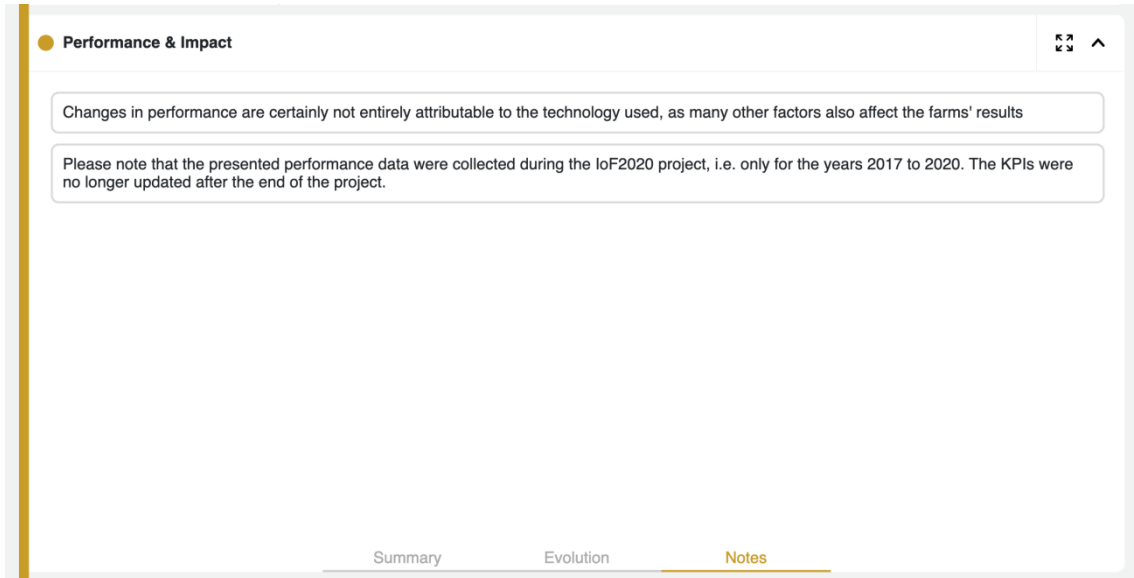 Performance & Impact
Changes in performance are certainly not entirely attributable to the technology used, as many other factors also affect the farms' results
Please note that the presented performance data were collected during the IoF2020 project, i.e. only for the years 2017 to 2020. The KPIs were
no longer updated after the end of the project.
Summary
Evolution
Notes